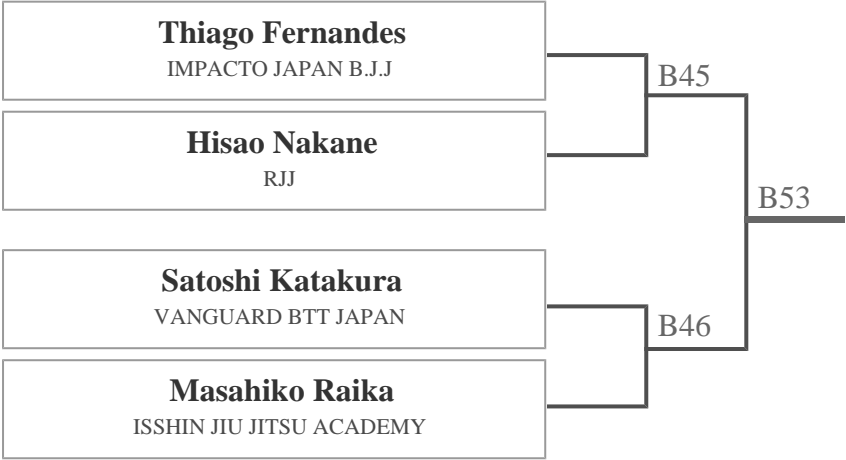 Thiago Fernandes
IMPACTO JAPAN B.J.J
B45
Hisao Nakane
RJJ
B53
Satoshi Katakura
VANGUARD BTT JAPAN
B46
Masahiko Raika
ISSHIN JIU JITSU ACADEMY